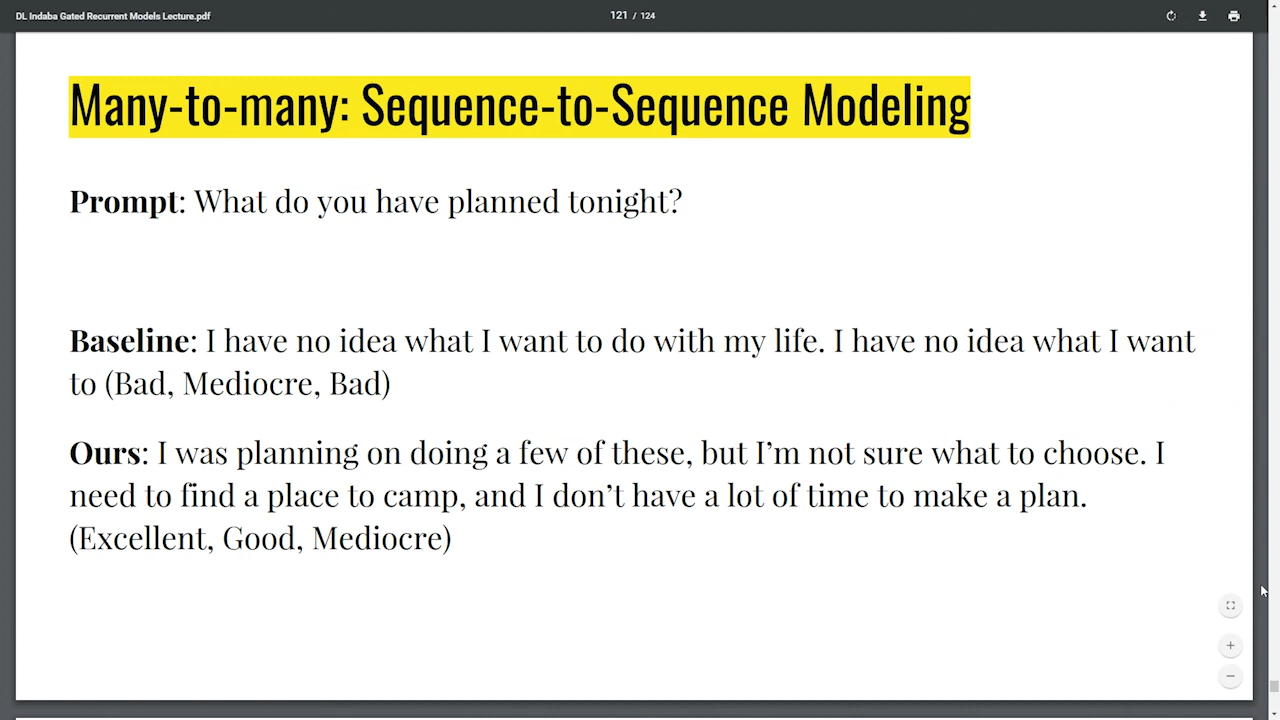 DL Indaba Gated Recurrent Models Lecture.pdf
121 / 124
Many-to-many: Sequence-to-Sequence Modeling
Prompt: What do you have planned tonight?
Baseline: I have no idea what I want to do with my life. I have no idea what I want
to (Bad, Mediocre, Bad)
Ours: I was planning on doing a few of these, but I’m not sure what to choose. I
need to find a place to camp, and I don’t have a lot of time to make a plan.
(Excellent, Good, Mediocre)